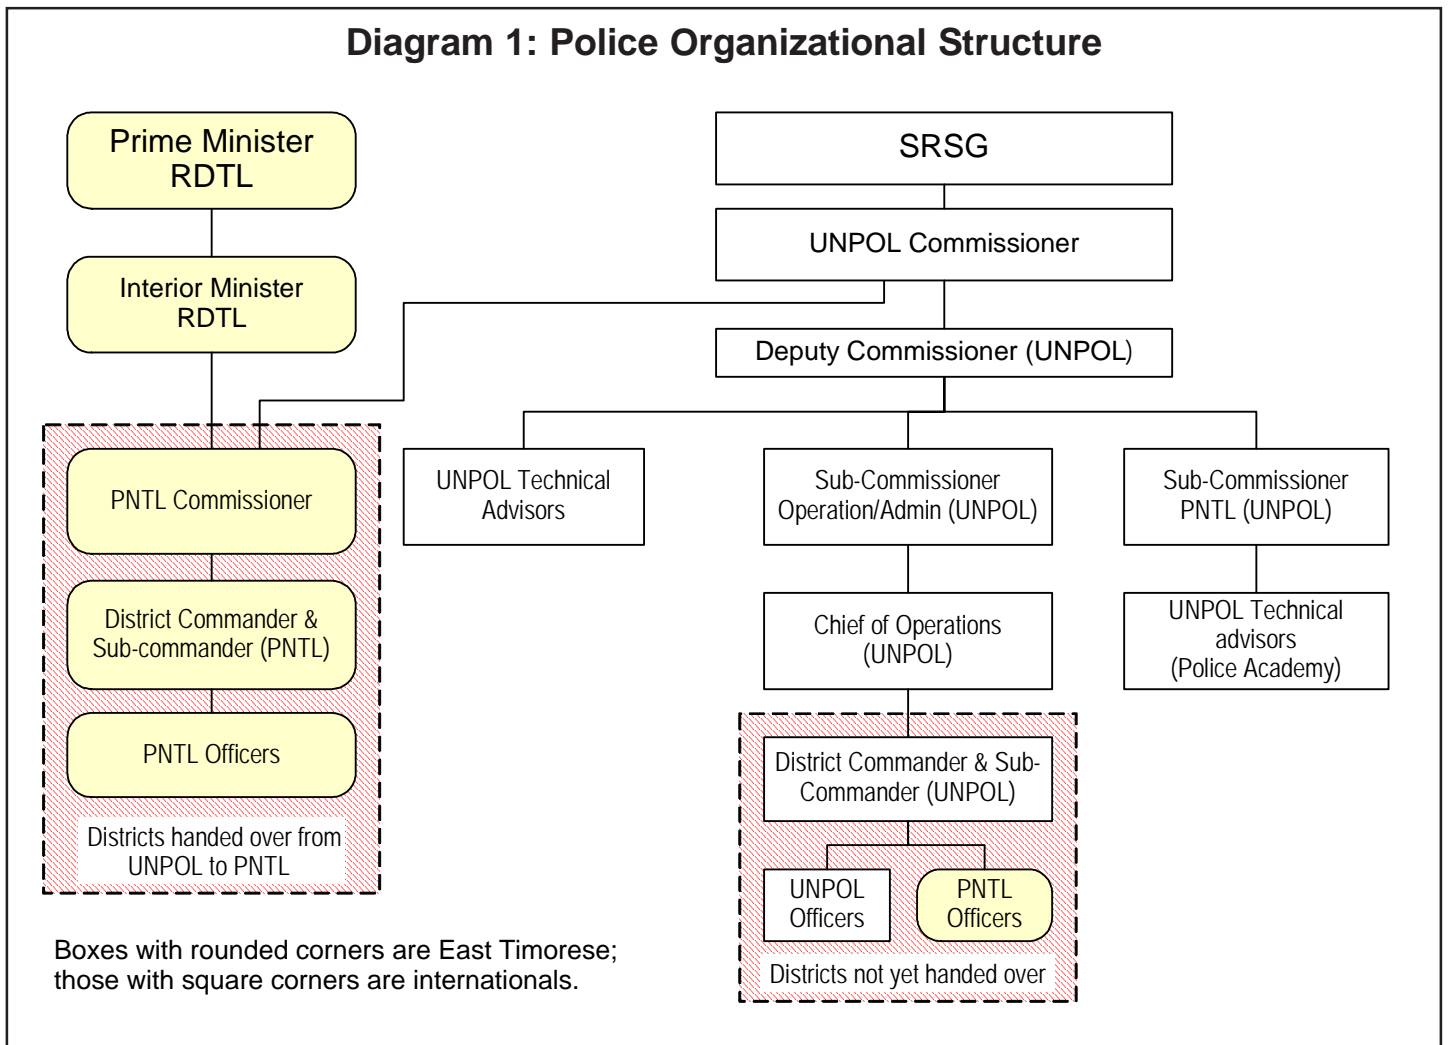 Diagram 1: Police Organizational Structure
Prime Minister
RDTL
SRSG
UNPOL Commissioner
Interior Minister
RDTL
Deputy Commissioner (UNPOL)
PNTL Commissioner
UNPOL Technical
Advisors
Sub-Commissioner
Operation/Admin (UNPOL)
Sub-Commissioner
PNTL (UNPOL)
District Commander &
Sub-commander (PNTL)
Chief of Operations
(UNPOL)
UNPOL Technical
advisors
(Police Academy)
PNTL Officers
District Commander & Sub-
Commander (UNPOL)
Districts handed over from
UNPOL to PNTL
UNPOL
Officers
PNTL
Officers
Districts not yet handed over
Boxes with rounded corners are East Timorese;
those with square corners are internationals.